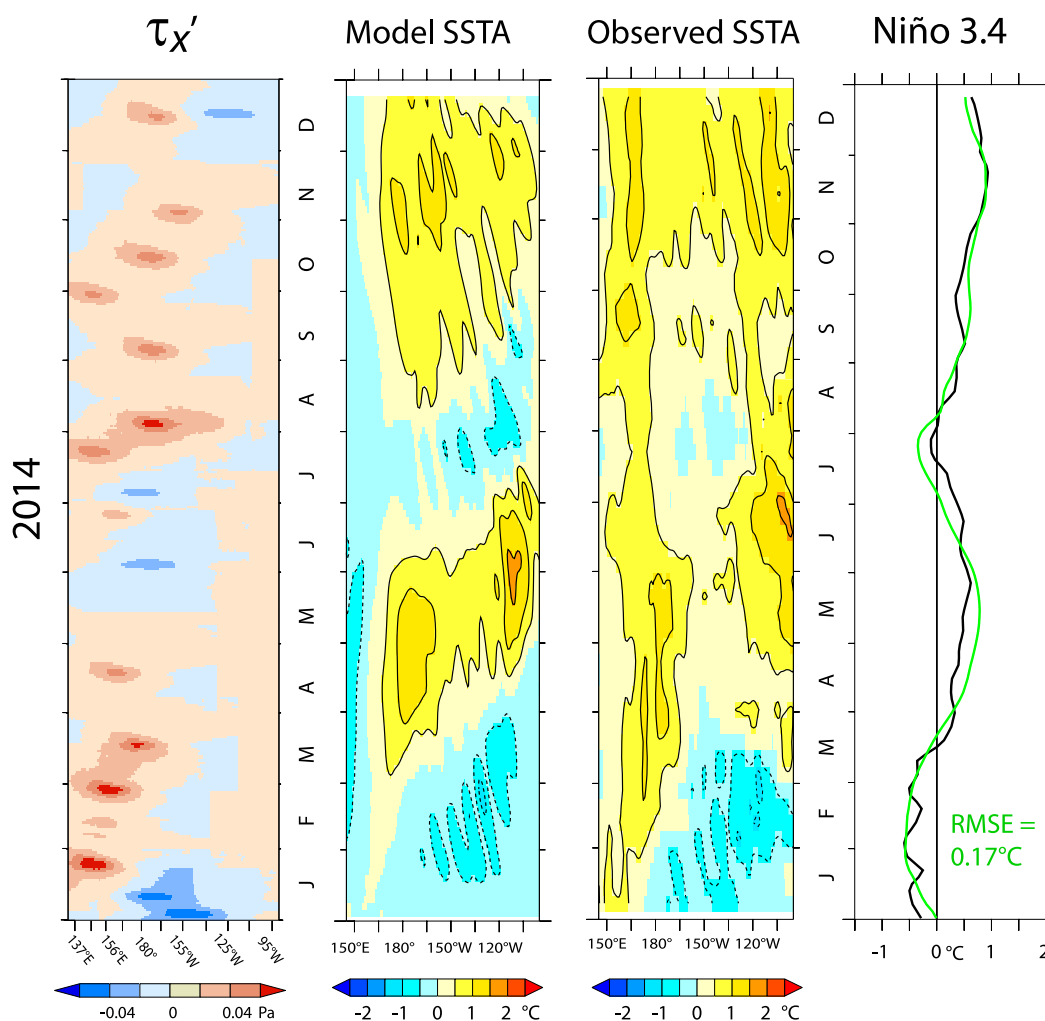 τx′
Model SSTA
Observed SSTA
Niño 3.4
2014
D
N
O
S
A
J
J
M
A
M
F
J
D
N
O
S
A
J
J
M
A
M
F
J
RMSE =
0.17°C
137°E 156°E 180° 155°W 125°W 95°W
150°E 180° 150°W 120°W
150°E 180° 150°W 120°W
-1 0 °C 1 2
-0.04 0 0.04 Pa
-2 -1 0 1 2 °C
-2 -1 0 1 2 °C